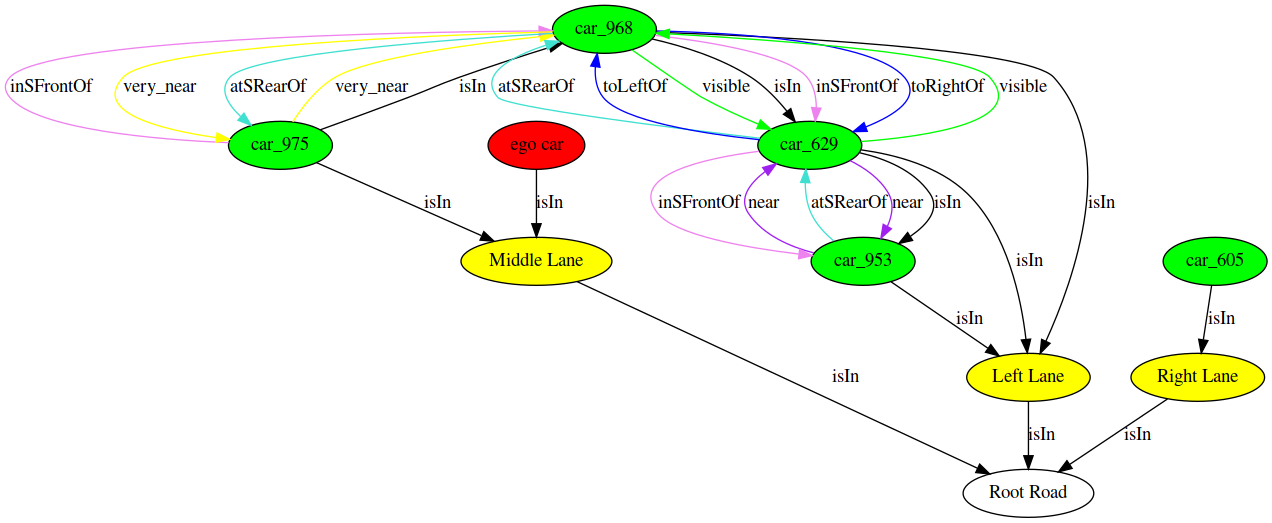 car_968
inSFrontOf
very_near
atSRearOf
very_near
isIn
atSRearOf
toLeftOf
visible
isIn
inSFrontOf
toRightOf
visible
car_975
ego car
car_629
isIn
isIn
inSFrontOf
near
atSRearOf
near
isIn
isIn
isIn
Middle Lane
car_953
car_605
isIn
isIn
isIn
Left Lane
Right Lane
isIn
isIn
Root Road